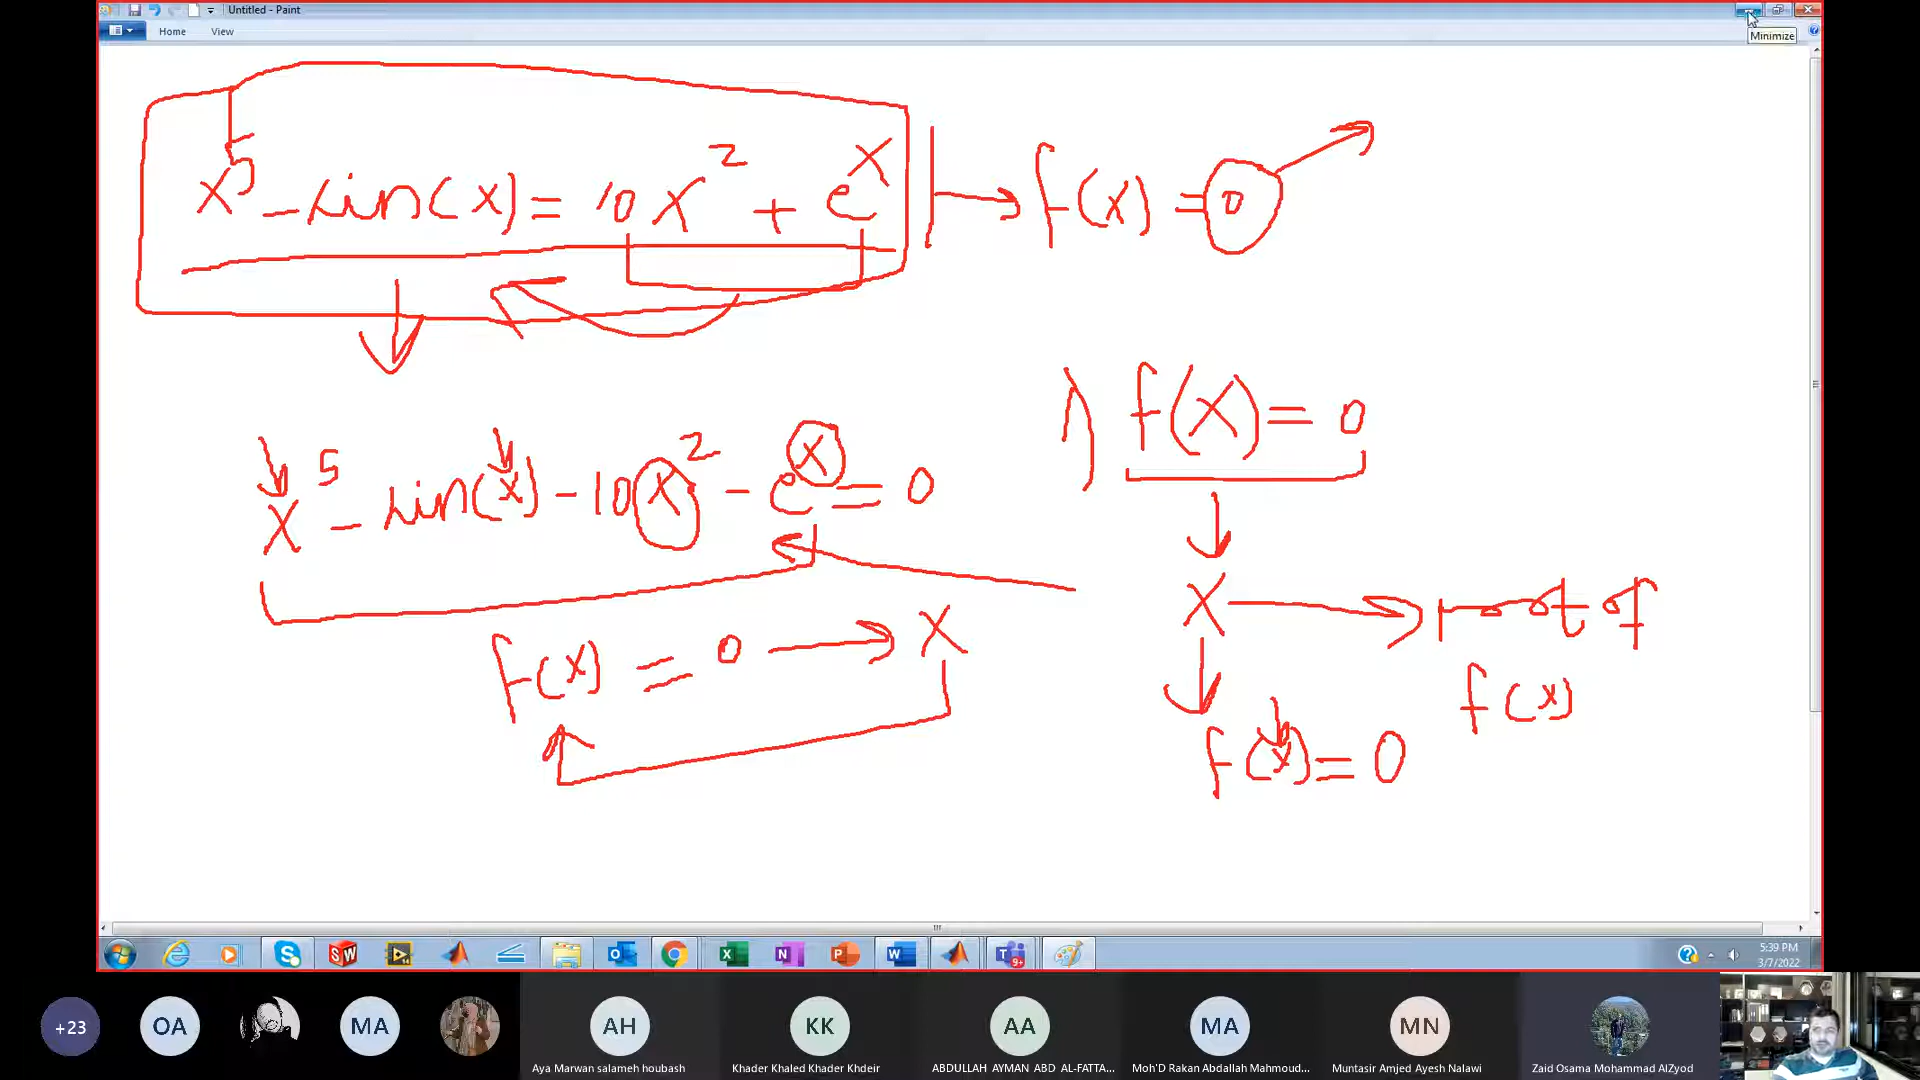 Untitled - Paint
Home View
Minimize
x^5 - sin(x) = 10x^2 + e^x
f(x) = 0
1) f(x) = 0
x^5 - sin(x) - 10x^2 - e^x = 0
x root of
f(x) = 0 x
f(x)
f(x) = 0
5:39 PM
3/7/2022
+23 OA MA AH KK AA MA MN
Aya Marwan salameh houbash
Khader Khaled Khader Khdeir
ABDULLAH AYMAN ABD AL-FATTA...
Moh'D Rakan Abdallah Mahmoud...
Muntasir Amjed Ayesh Nalawi
Zaid Osama Mohammad AlZyod